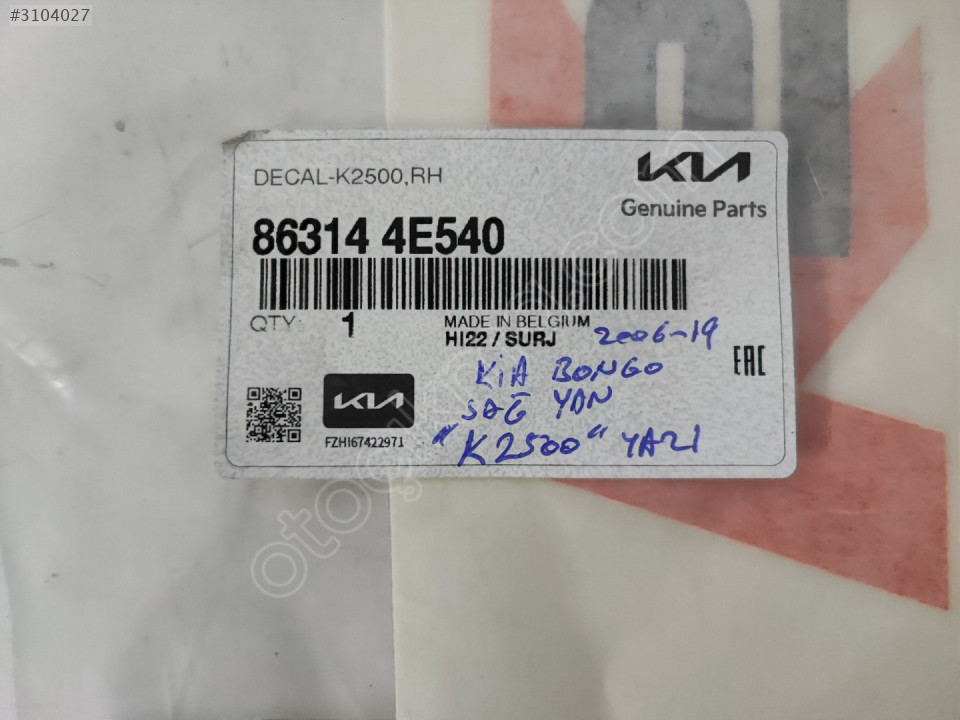 #3104027
DECAL-K2500,RH
KIA
Genuine Parts
86314 4E540
QTY: 1
MADE IN BELGIUM
HI22 / SURJ
2006-19
KİA BONGO
SAĞ YAN
"K2500" YAZI
EAC
KIA
FZHI67422971